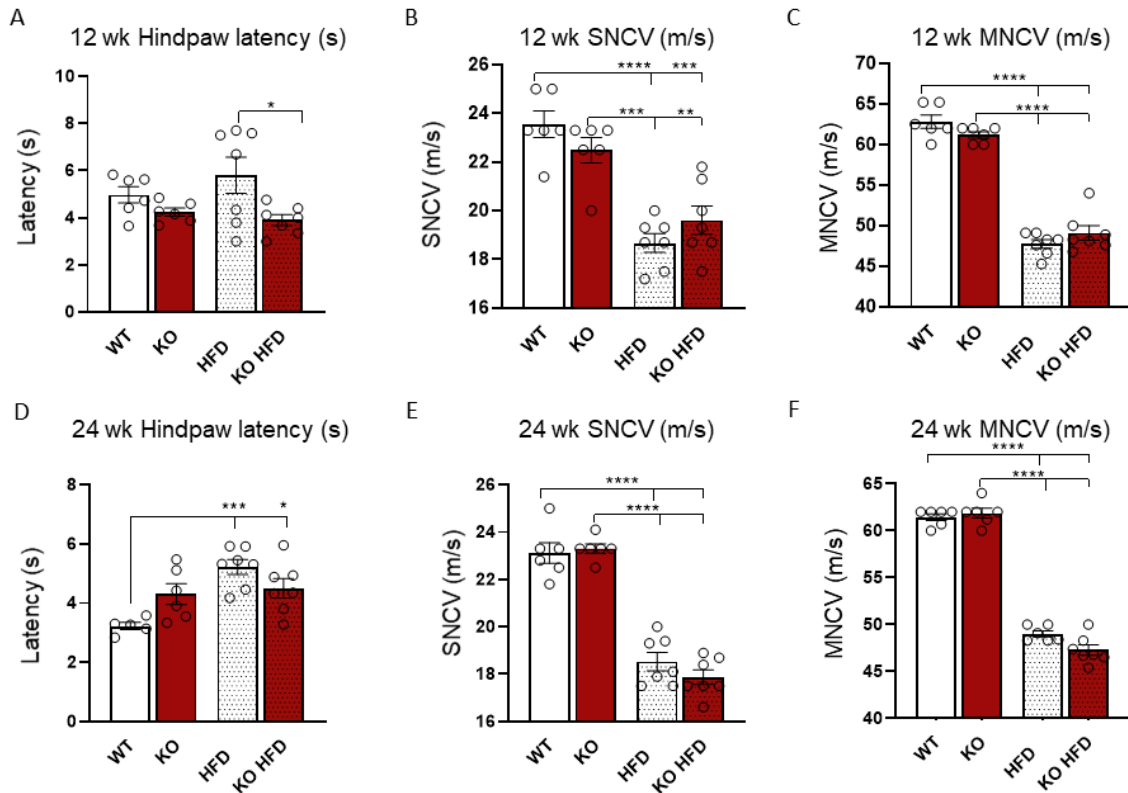 A
12 wk Hindpaw latency (s)
Latency (s)
10
8
6
4
2
0
*
WT
KO
HFD
KO HFD
B
12 wk SNCV (m/s)
SNCV (m/s)
26
24
22
20
18
16
**** ***
*** **
WT
KO
HFD
KO HFD
C
12 wk MNCV (m/s)
MNCV (m/s)
65
60
55
50
45
40
****
****
WT
KO
HFD
KO HFD
D
24 wk Hindpaw latency (s)
Latency (s)
8
6
4
2
0
*** *
WT
KO
HFD
KO HFD
E
24 wk SNCV (m/s)
SNCV (m/s)
26
24
22
20
18
16
****
****
WT
KO
HFD
KO HFD
F
24 wk MNCV (m/s)
MNCV (m/s)
65
60
55
50
45
40
****
****
WT
KO
HFD
KO HFD